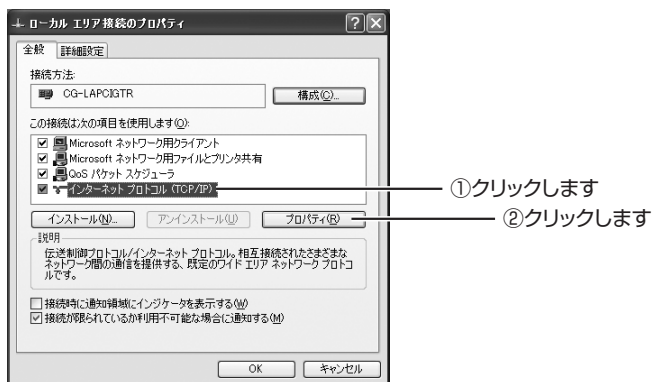 ローカル エリア接続のプロパティ
全般
詳細設定
接続方法:
CG-LAPCIGTR
構成(C)...
この接続は次の項目を使用します(O):
Microsoft ネットワーク用クライアント
Microsoft ネットワーク用ファイルとプリンタ共有
QoS パケット スケジューラ
インターネット プロトコル (TCP/IP)
①クリックします
インストール(N)...
アンインストール(U)
プロパティ(R)
②クリックします
説明
伝送制御プロトコル/インターネット プロトコル。相互接続されたさまざまな
ネットワーク間の通信を提供する、既定のワイド エリア ネットワーク プロトコ
ルです。
接続時に通知領域にインジケータを表示する(W)
接続が限られているか利用不可能な場合に通知する(M)
OK
キャンセル